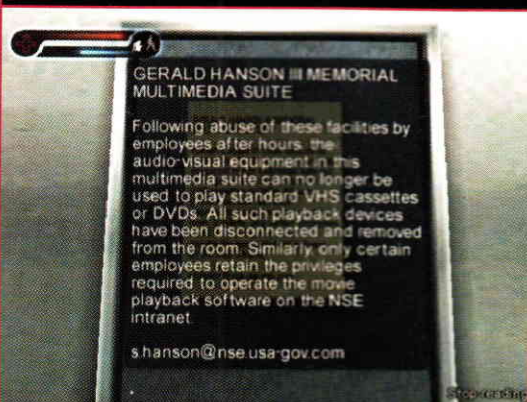 GERALD HANSON III MEMORIAL
MULTIMEDIA SUITE
Following abuse of these facilities by
employees after hours, the
audio-visual equipment in this
multimedia suite can no longer be
used to play standard VHS cassettes
or DVDs. All such playback devices
have been disconnected and removed
from the room. Similarly, only certain
employees retain the privileges
required to operate the movie
playback software on the NSE
intranet.
s.hanson@nse.usa-gov.com
Stop reading